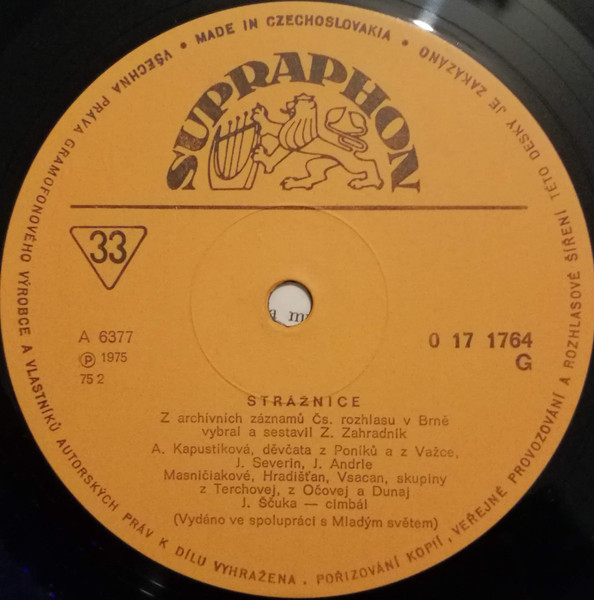 VŠECHNA PRÁVA GRAMOFONOVÉHO VÝROBCE A VLASTNÍKŮ AUTORSKÝCH PRÁV K DÍLU VYHRAŽENA . POŘIZOVÁNÍ KOPIÍ, VEŘEJNÉ PROVOZOVÁNÍ A ROZHLASOVÉ ŠÍŘENÍ TÉTO DESKY JE ZAKÁZÁNO
• MADE IN CZECHOSLOVAKIA •
SUPRAPHON
33
A 6377
Ⓟ 1975
75 2
0 17 1764
G
STRÁŽNICE
Z archivních záznamů Čs. rozhlasu v Brně
vybral a sestavil Z. Zahradník
A. Kapustíková, děvčata z Poníků a z Važce,
J. Severin, J. Andrle
Masničiakové, Hradišťan, Vsacan, skupiny
z Terchovej, z Očovej a Dunaj
J. Ščuka — cimbál
(Vydáno ve spolupráci s Mladým světem)